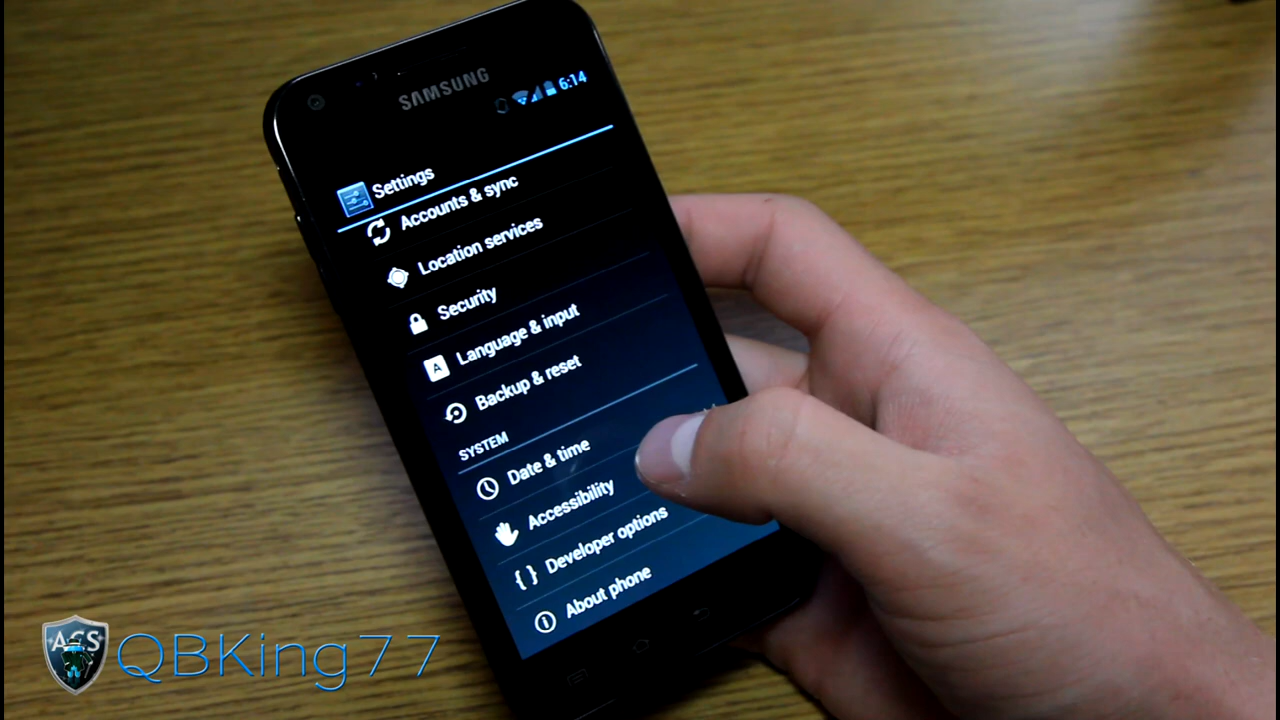 SAMSUNG
6:14
Settings
Accounts & sync
Location services
Security
Language & input
Backup & reset
SYSTEM
Date & time
Accessibility
Developer options
About phone
ACS
QBKing77